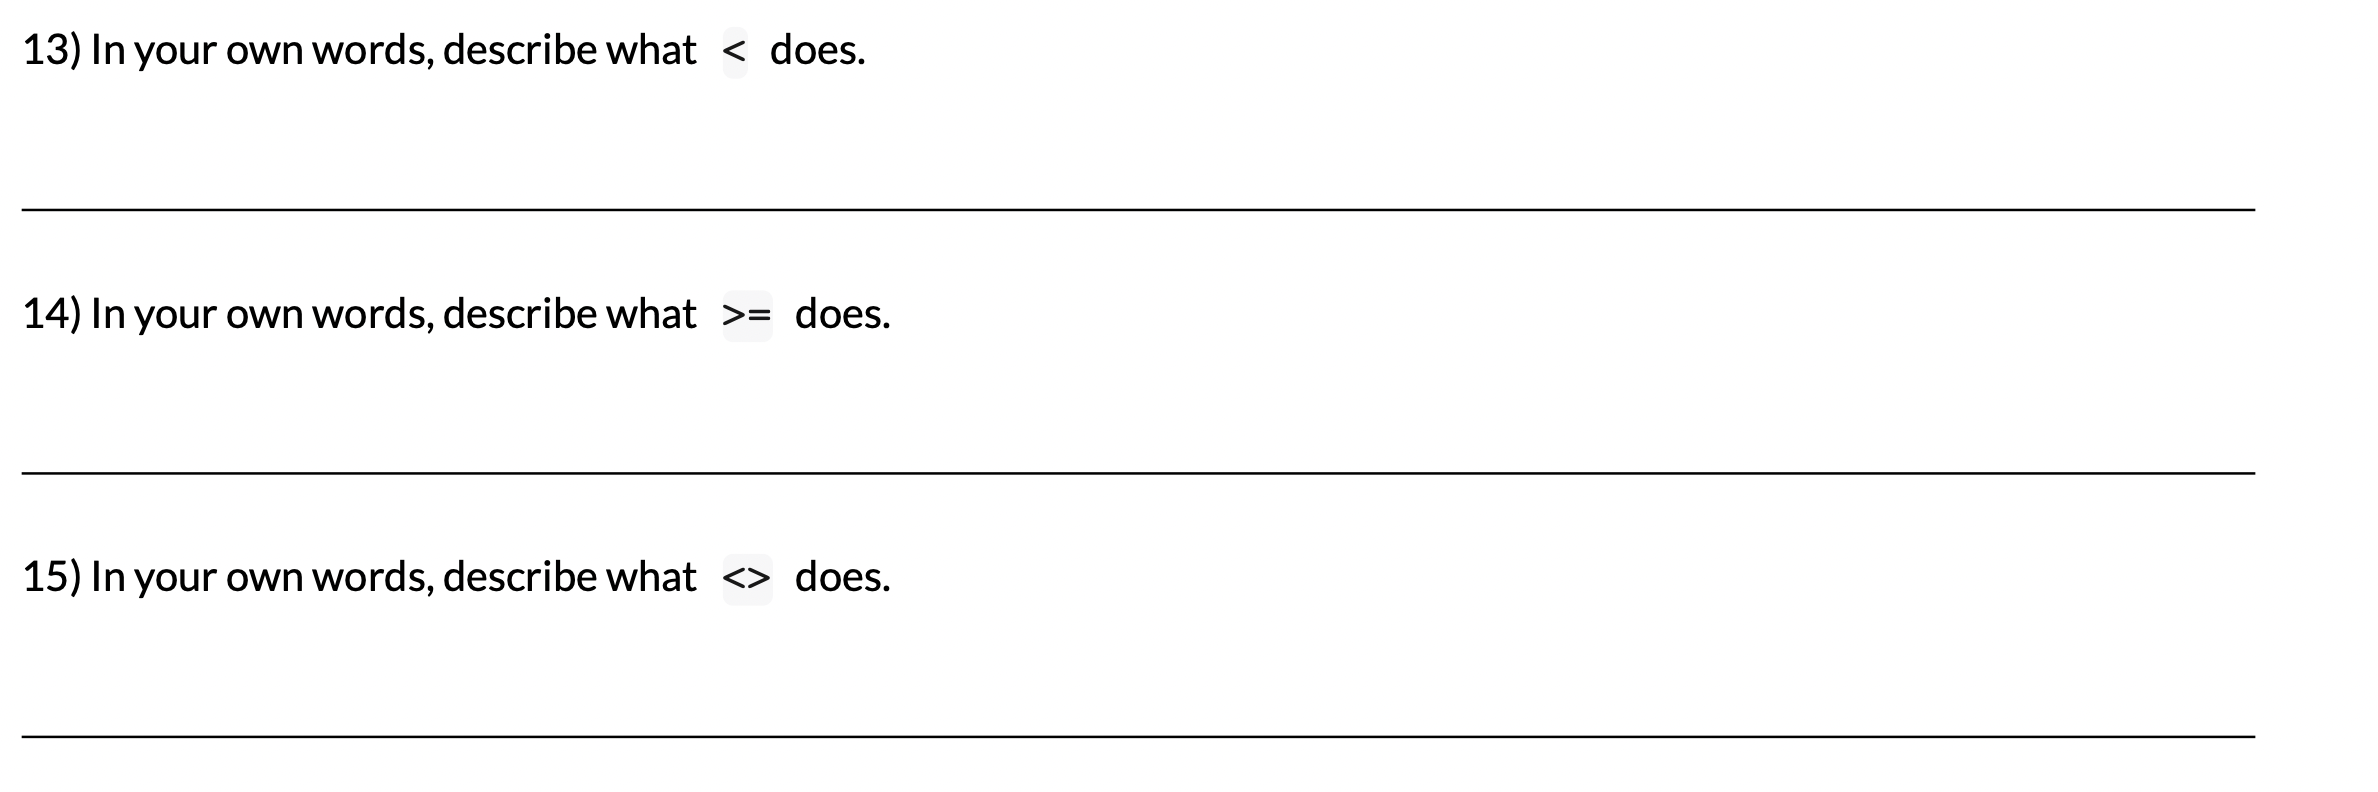 13) In your own words, describe what < does.
14) In your own words, describe what >= does.
15) In your own words, describe what <> does.